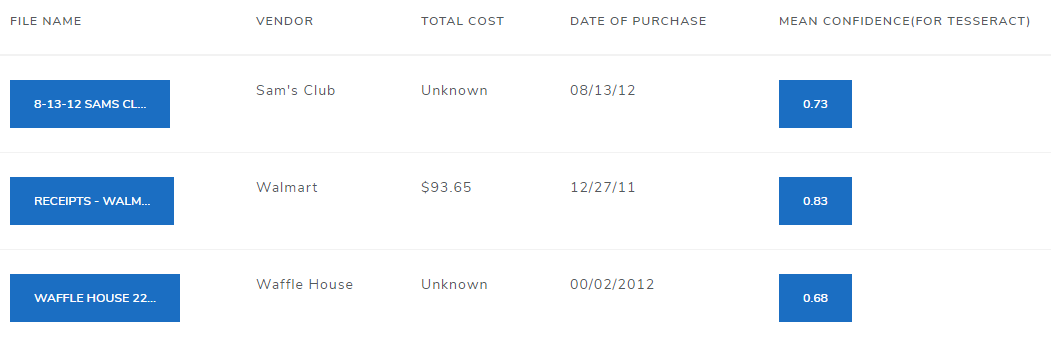 FILE NAME VENDOR TOTAL COST DATE OF PURCHASE MEAN CONFIDENCE(FOR TESSERACT)
8-13-12 SAMS CL... Sam's Club Unknown 08/13/12 0.73
RECEIPTS - WALM... Walmart $93.65 12/27/11 0.83
WAFFLE HOUSE 22... Waffle House Unknown 00/02/2012 0.68